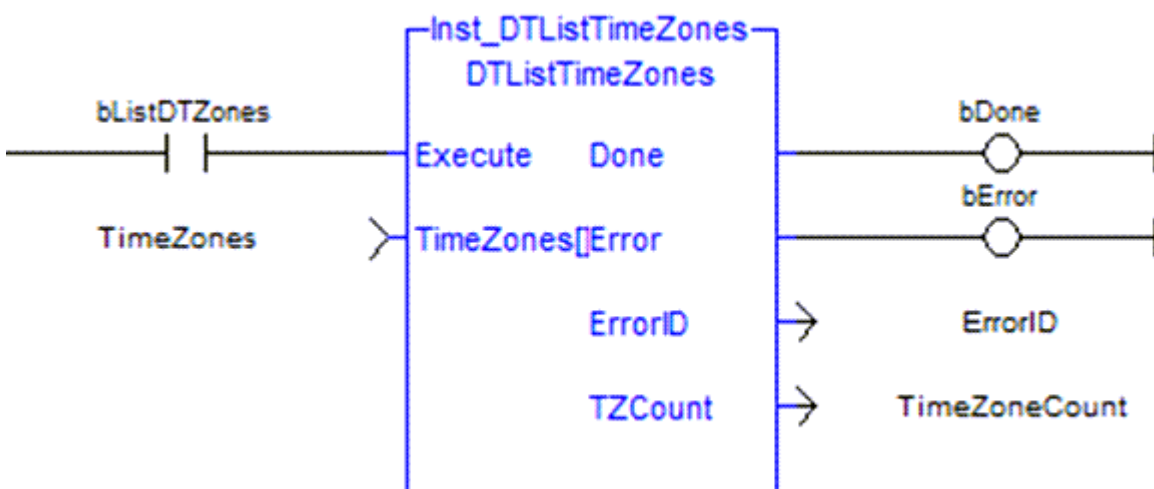 Inst_DTListTimeZones
DTListTimeZones
bListDTZones bDone
Execute Done
bError
TimeZones TimeZones[]Error
ErrorID ErrorID
TZCount TimeZoneCount